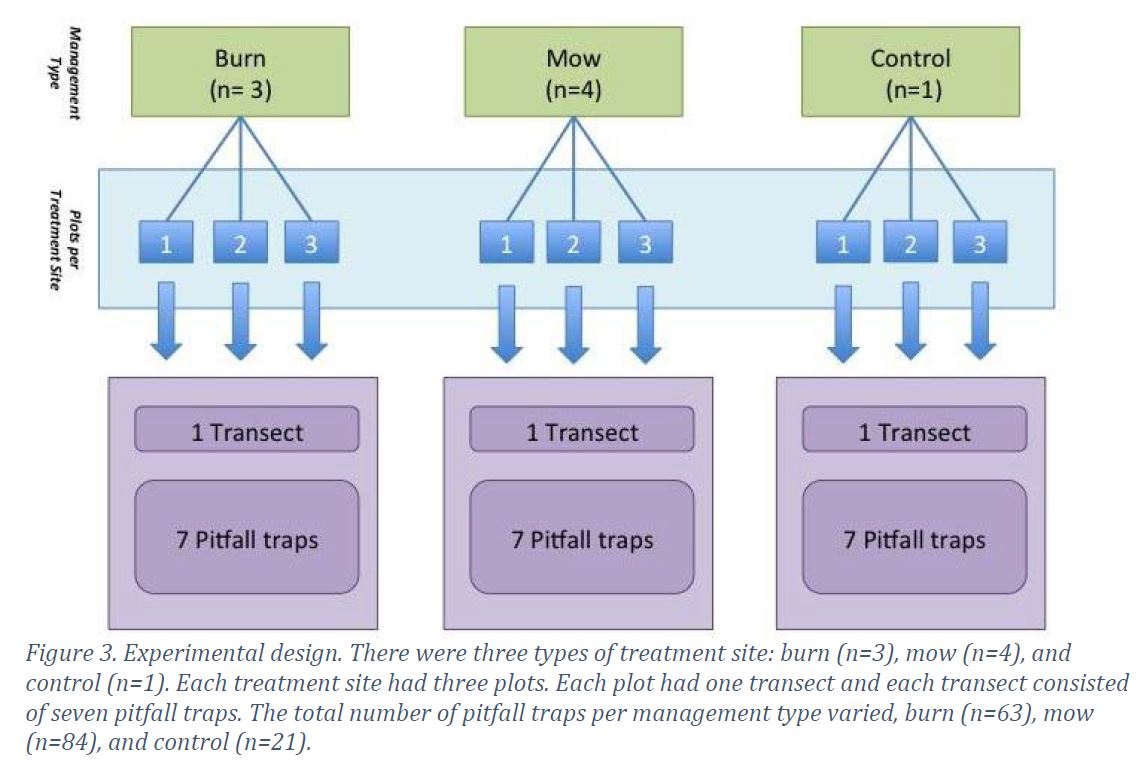 Management
Type
Burn
(n= 3)
Mow
(n=4)
Control
(n=1)
Plots per
Treatment Site
1 2 3
1 2 3
1 2 3
1 Transect
1 Transect
1 Transect
7 Pitfall traps
7 Pitfall traps
7 Pitfall traps
Figure 3. Experimental design. There were three types of treatment site: burn (n=3), mow (n=4), and
control (n=1). Each treatment site had three plots. Each plot had one transect and each transect consisted
of seven pitfall traps. The total number of pitfall traps per management type varied, burn (n=63), mow
(n=84), and control (n=21).